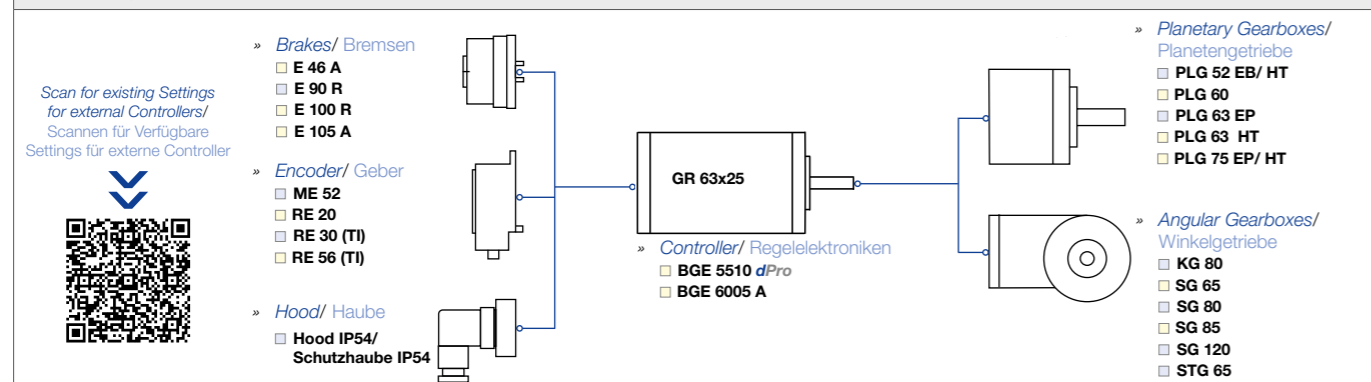 Scan for existing Settings
for external Controllers/
Scannen für Verfügbare
Settings für externe Controller
» Brakes/ Bremsen
E 46 A
E 90 R
E 100 R
E 105 A
» Encoder/ Geber
ME 52
RE 20
RE 30 (TI)
RE 56 (TI)
» Hood/ Haube
Hood IP54/
Schutzhaube IP54
GR 63x25
» Controller/ Regelelektroniken
BGE 5510 dPro
BGE 6005 A
» Planetary Gearboxes/
Planetengetriebe
PLG 52 EB/ HT
PLG 60
PLG 63 EP
PLG 63 HT
PLG 75 EP/ HT
» Angular Gearboxes/
Winkelgetriebe
KG 80
SG 65
SG 80
SG 85
SG 120
STG 65